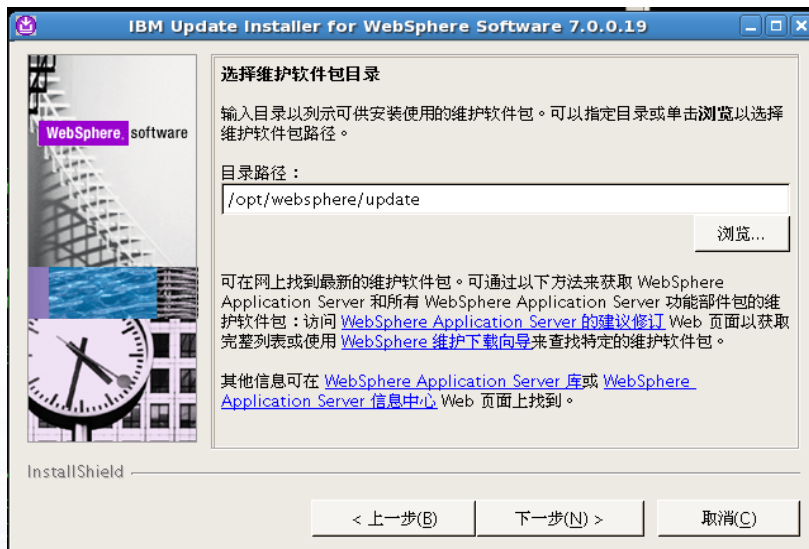 IBM Update Installer for WebSphere Software 7.0.0.19
WebSphere. software
选择维护软件包目录
输入目录以列示可供安装使用的维护软件包。可以指定目录或单击浏览以选择
维护软件包路径。
目录路径：
/opt/websphere/update
浏览...
可在网上找到最新的维护软件包。可通过以下方法来获取 WebSphere
Application Server 和所有 WebSphere Application Server 功能部件包的维
护软件包：访问 WebSphere Application Server 的建议修订 Web 页面以获取
完整列表或使用 WebSphere 维护下载向导来查找特定的维护软件包。
其他信息可在 WebSphere Application Server 库或 WebSphere
Application Server 信息中心 Web 页面上找到。
InstallShield
< 上一步(B)
下一步(N) >
取消(C)